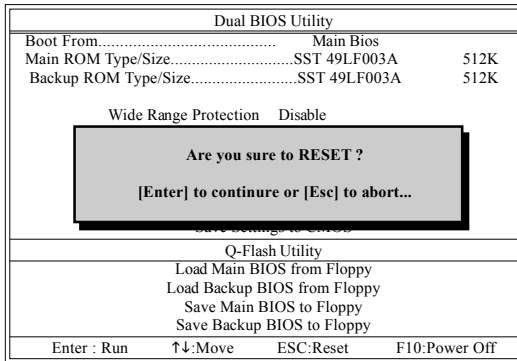 Dual BIOS Utility
Boot From.......................................... Main Bios
Main ROM Type/Size.........................SST 49LF003A 512K
Backup ROM Type/Size.........................SST 49LF003A 512K
Wide Range Protection Disable
Are you sure to RESET ?
[Enter] to continure or [Esc] to abort...
Save Settings to CMOS
Q-Flash Utility
Load Main BIOS from Floppy
Load Backup BIOS from Floppy
Save Main BIOS to Floppy
Save Backup BIOS to Floppy
Enter : Run ↑↓:Move ESC:Reset F10:Power Off